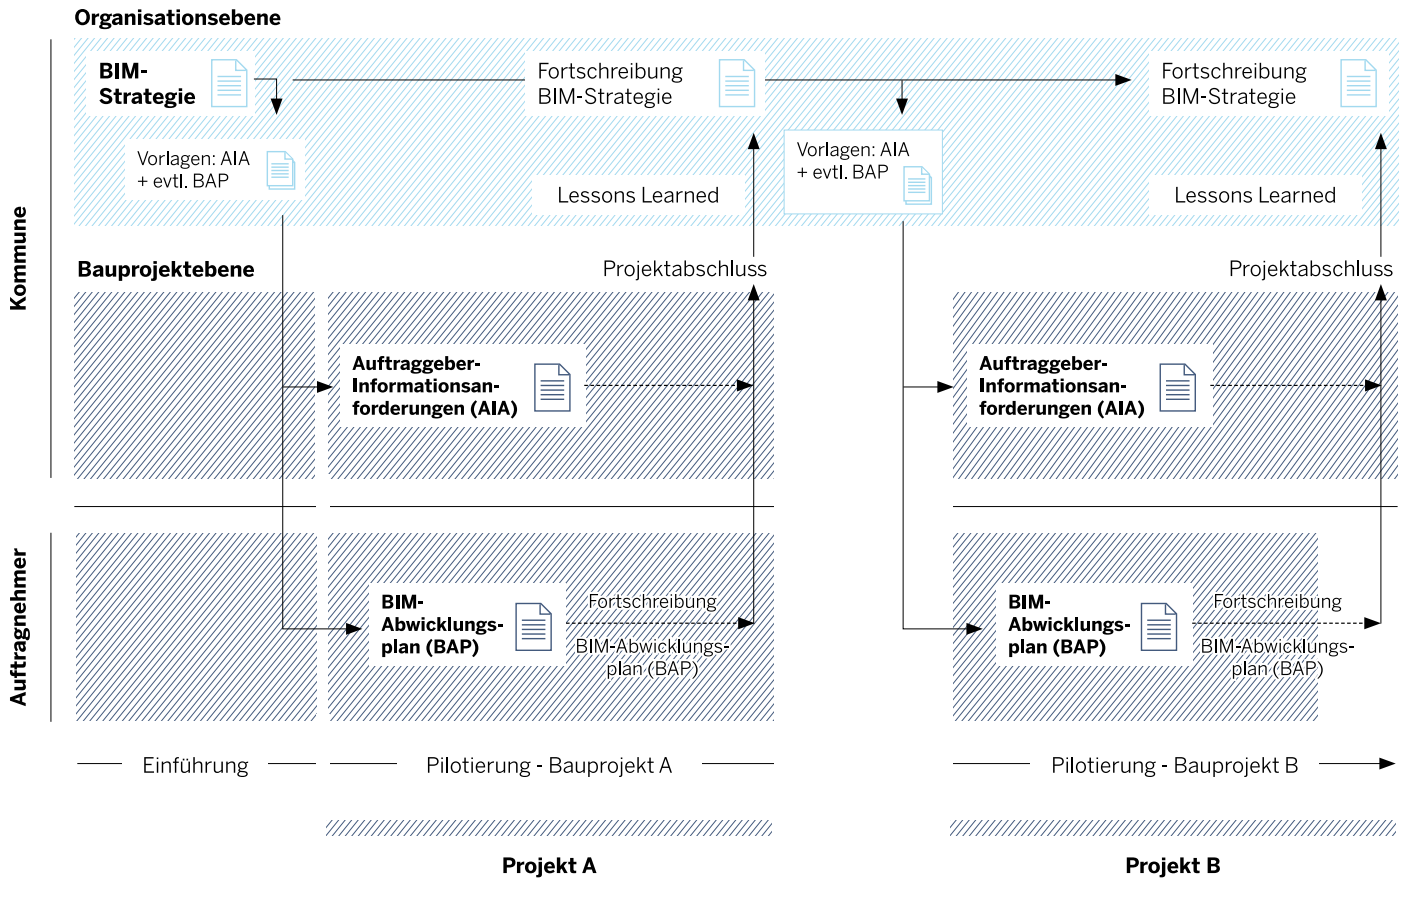 Organisationsebene
BIM-
Strategie
Fortschreibung
BIM-Strategie
Fortschreibung
BIM-Strategie
Vorlagen: AIA
+ evtl. BAP
Vorlagen: AIA
+ evtl. BAP
Lessons Learned
Lessons Learned
Kommune
Bauprojektebene
Projektabschluss
Projektabschluss
Auftraggeber-
Informationsan-
forderungen (AIA)
Auftraggeber-
Informationsan-
forderungen (AIA)
Auftragnehmer
BIM-
Abwicklungs-
plan (BAP)
Fortschreibung
BIM-Abwicklungs-
plan (BAP)
BIM-
Abwicklungs-
plan (BAP)
Fortschreibung
BIM-Abwicklungs-
plan (BAP)
Einführung
Pilotierung - Bauprojekt A
Pilotierung - Bauprojekt B
Projekt A
Projekt B